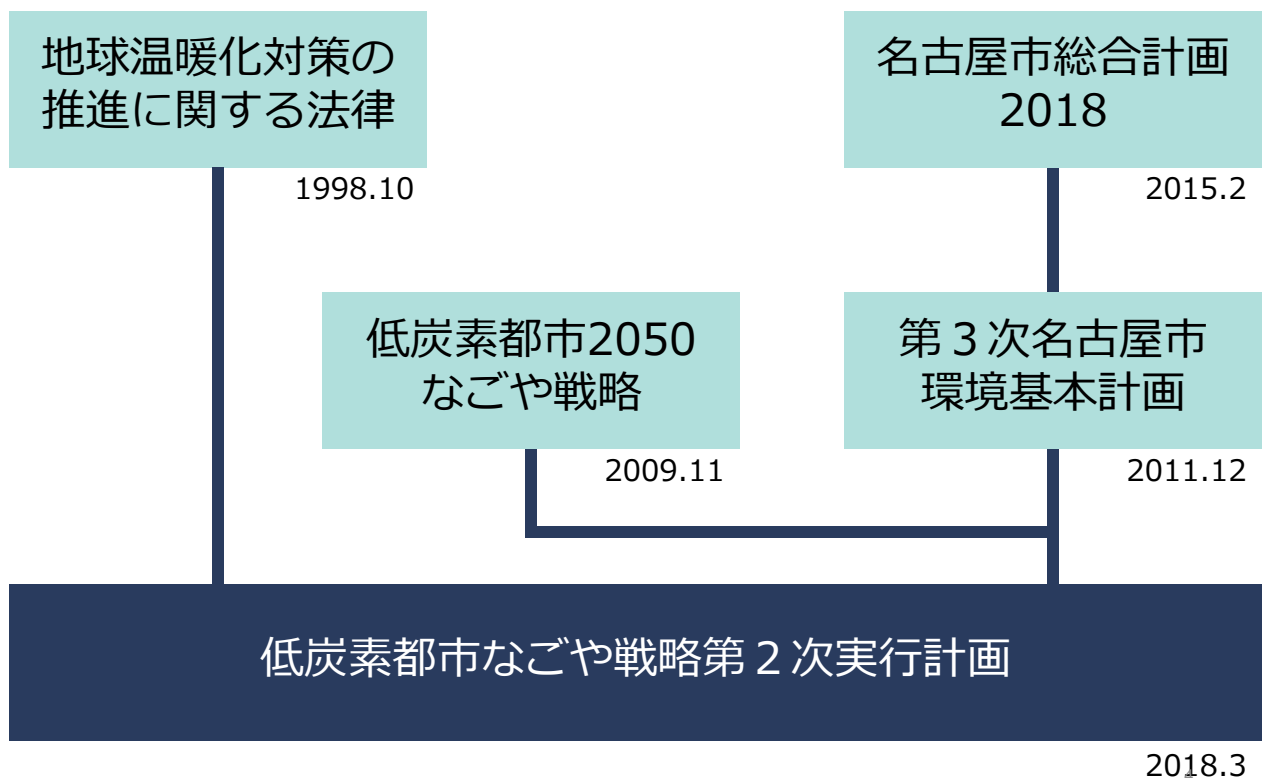 地球温暖化対策の
推進に関する法律
1998.10
名古屋市総合計画
2018
2015.2
低炭素都市2050
なごや戦略
2009.11
第３次名古屋市
環境基本計画
2011.12
低炭素都市なごや戦略第２次実行計画
2018.3